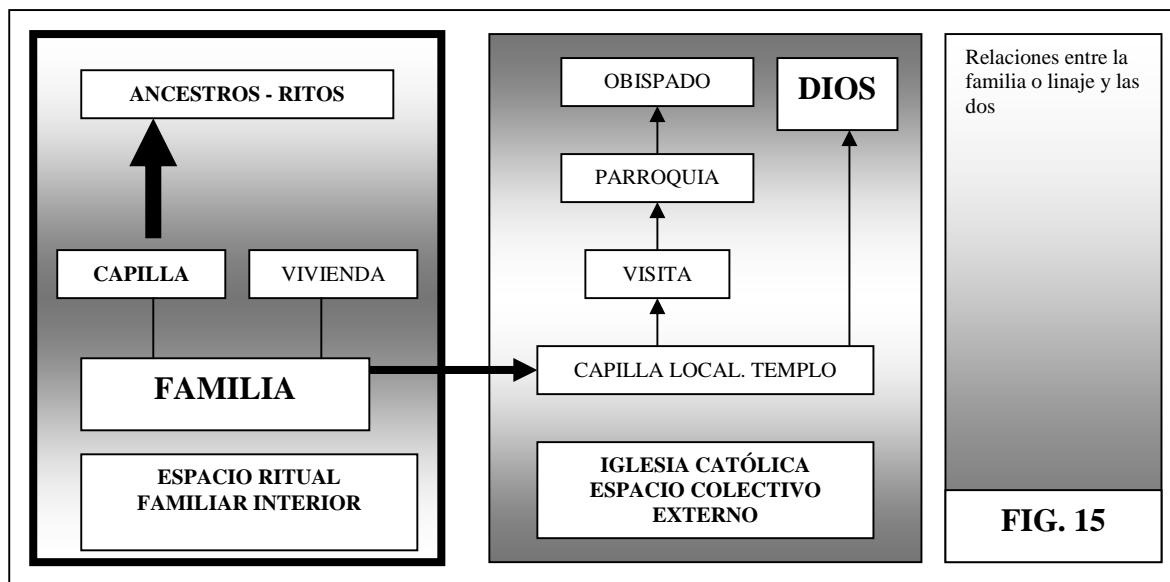 ANCESTROS - RITOS
CAPILLA
VIVIENDA
FAMILIA
ESPACIO RITUAL
FAMILIAR INTERIOR
OBISPADO
DIOS
PARROQUIA
VISITA
CAPILLA LOCAL. TEMPLO
IGLESIA CATÓLICA
ESPACIO COLECTIVO
EXTERNO
Relaciones entre la
familia o linaje y las
dos
FIG. 15